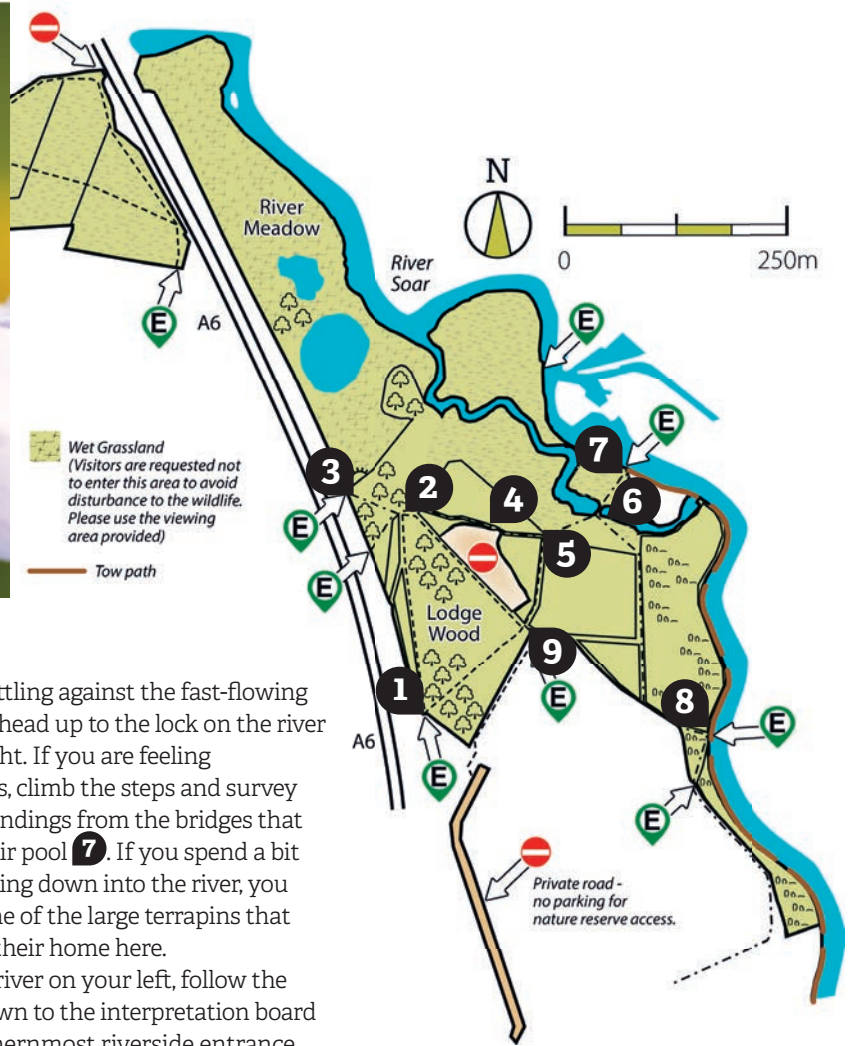 N
0
250m
River
Meadow
River
Soar
E
E
A6
E
Wet Grassland
(Visitors are requested not
to enter this area to avoid
disturbance to the wildlife.
Please use the viewing
area provided)
Tow path
3
2
4
7
6
5
E
E
Lodge
Wood
1
9
8
E
E
A6
E
E
Private road -
no parking for
nature reserve access.
ttling against the fast-flowing
head up to the lock on the river
ht. If you are feeling
s, climb the steps and survey
ndings from the bridges that
ir pool 7. If you spend a bit
ing down into the river, you
ne of the large terrapins that
their home here.
river on your left, follow the
wn to the interpretation board
hernmost riverside entrance